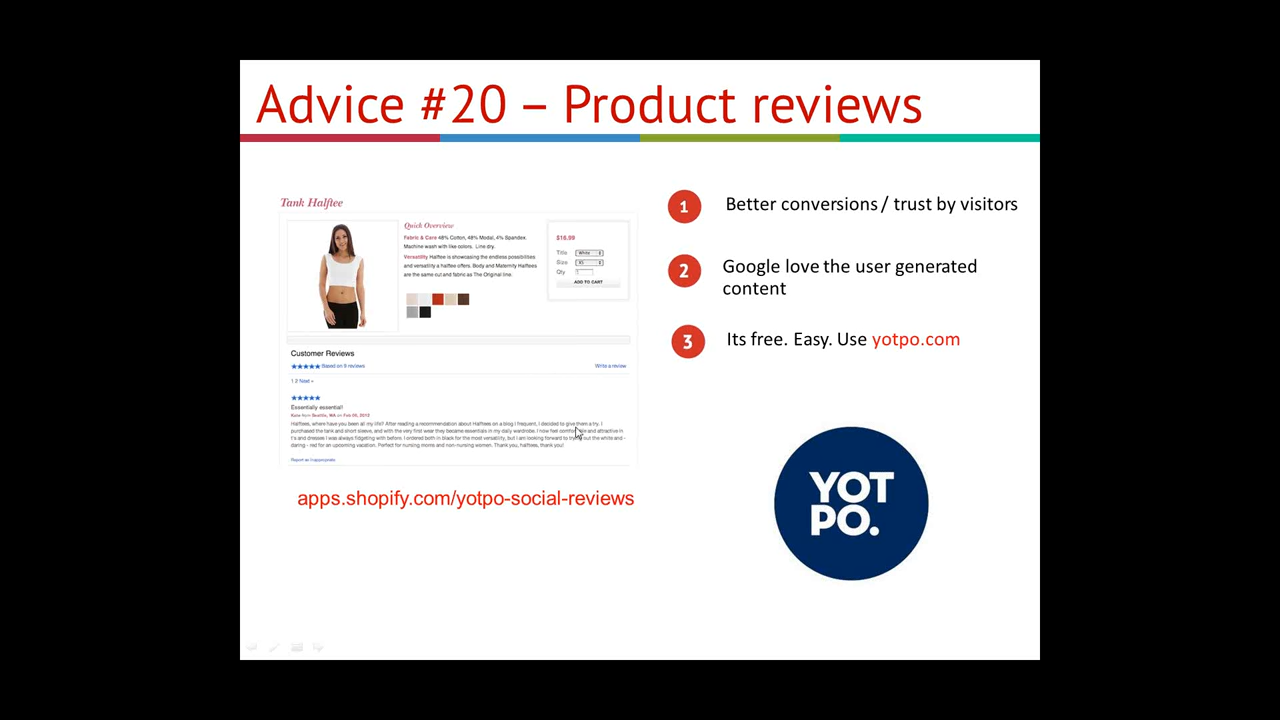 Advice #20 – Product reviews
Tank Halftee
Quick Overview
Fabric & Care 48% Cotton, 48% Modal, 4% Spandex.
Machine wash with like colors. Line dry.
Versatility Halftee is showcasing the endless possibilities
and versatility a halftee offers. Body and Maternity Halftees
are the same cut and fabric as The Original line.
$16.99
Title White
Size XS
Qty 1
ADD TO CART
Customer Reviews
Based on 9 reviews
Write a review
1 2 Next »
Essentially essential!
Kate from Seattle, WA on Feb 06, 2012
Halftees, where have you been all my life? After reading a recommendation about Halftees on a blog I frequent, I decided to give them a try. I
purchased the tank and short sleeve, and with the very first wear they became essentials in my daily wardrobe. I now feel and attractive in
t's and dresses I was always fidgeting with before. I ordered both in black for the most versatility, but I am looking forward to out the white and -
daring - red for an upcoming vacation. Perfect for nursing moms and non-nursing women. Thank you, halftees, thank you!
Report as Inappropriate
apps.shopify.com/yotpo-social-reviews
1 Better conversions / trust by visitors
2 Google love the user generated
content
3 Its free. Easy. Use yotpo.com
YOT
PO.